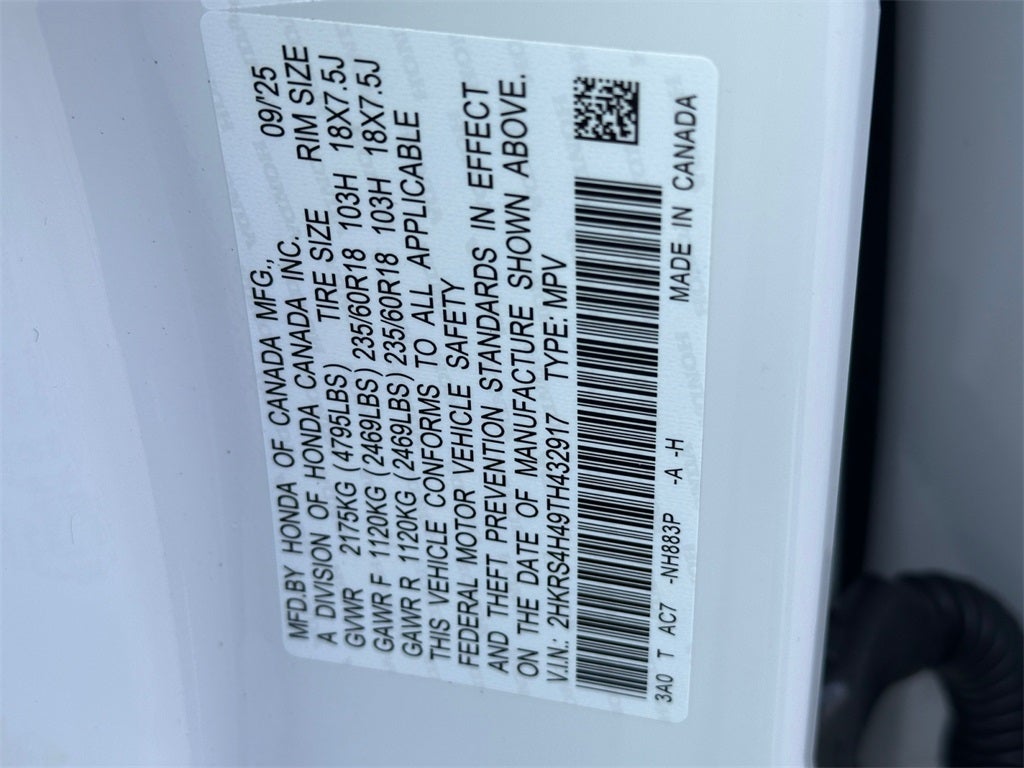 MFD.BY HONDA OF CANADA MFG., 09/'25
A DIVISION OF HONDA CANADA INC.
GVWR 2175KG (4795LBS) TIRE SIZE RIM SIZE
GAWR F 1120KG (2469LBS) 235/60R18 103H 18X7.5J
GAWR R 1120KG (2469LBS) 235/60R18 103H 18X7.5J
THIS VEHICLE CONFORMS TO ALL APPLICABLE
FEDERAL MOTOR VEHICLE SAFETY
AND THEFT PREVENTION STANDARDS IN EFFECT
ON THE DATE OF MANUFACTURE SHOWN ABOVE.
V.I.N.: 2HKRS4H49TH432917 TYPE: MPV
3A0 T AC7 -NH883P -A -H MADE IN CANADA